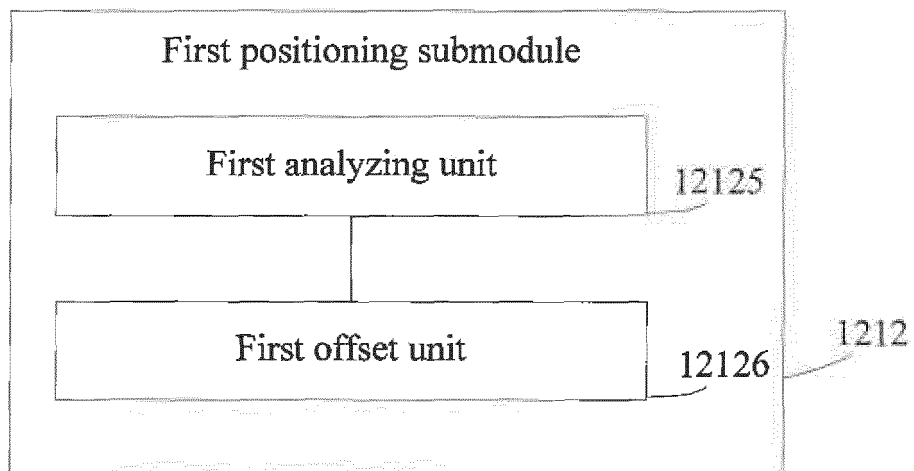 First positioning submodule
First analyzing unit
12125
First offset unit
12126
1212